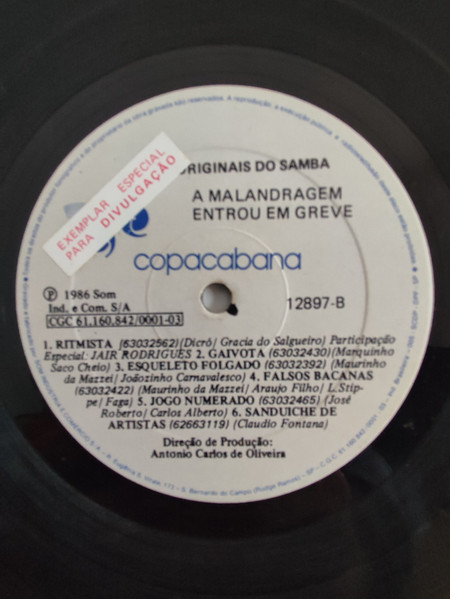 RIGINAIS DO SAMBA
A MALANDRAGEM
ENTROU EM GREVE
EXEMPLAR ESPECIAL
PARA DIVULGAÇÃO
copacabana
Ⓟ 1986 Som
Ind. e Com. S/A
CGC 61.160.842/0001-03
12897-B
1. RITMISTA (63032562)(Dicró/ Gracia do Salgueiro) Participação
Especial: JAIR RODRIGUES 2. GAIVOTA (63032430)(Marquinho
Saco Cheio) 3. ESQUELETO FOLGADO (63032392) (Maurinho
da Mazzei/ Joãozinho Carnavalesco) 4. FALSOS BACANAS
(63032422) (Maurinho da Mazzei/ Araujo Filho/ L.Stip-
pe/ Faga) 5. JOGO NUMERADO (63032465) (José
Roberto/ Carlos Alberto) 6. SANDUICHE DE
ARTISTAS (62663119) (Claudio Fontana)
Direção de Produção:
Antonio Carlos de Oliveira